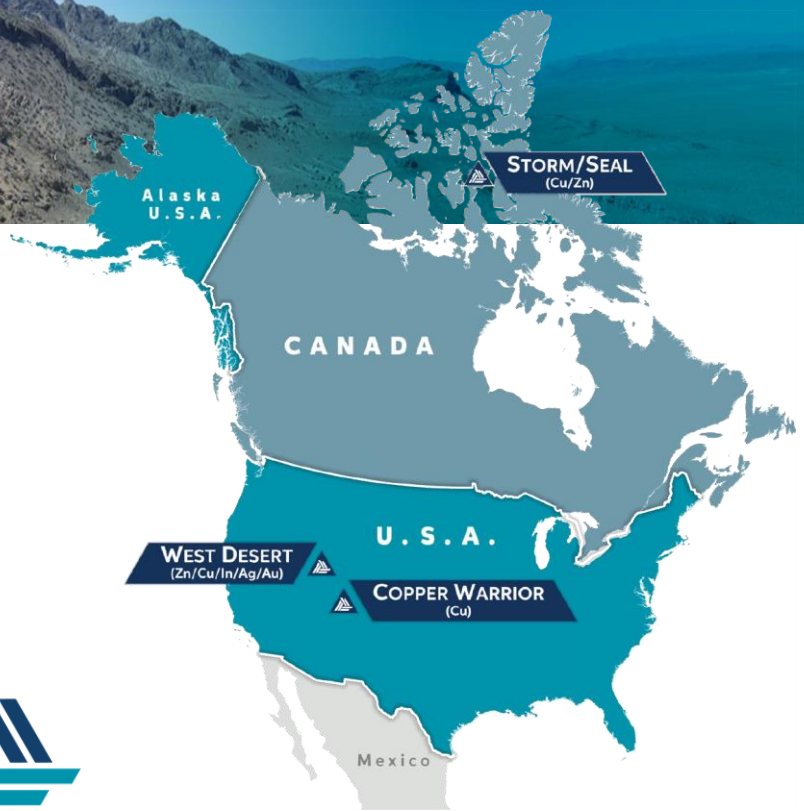 STORM/SEAL
(Cu/Zn)
Alaska
U.S.A.
CANADA
U.S.A.
WEST DESERT
(Zn/Cu/In/Ag/Au)
COPPER WARRIOR
(Cu)
Mexico